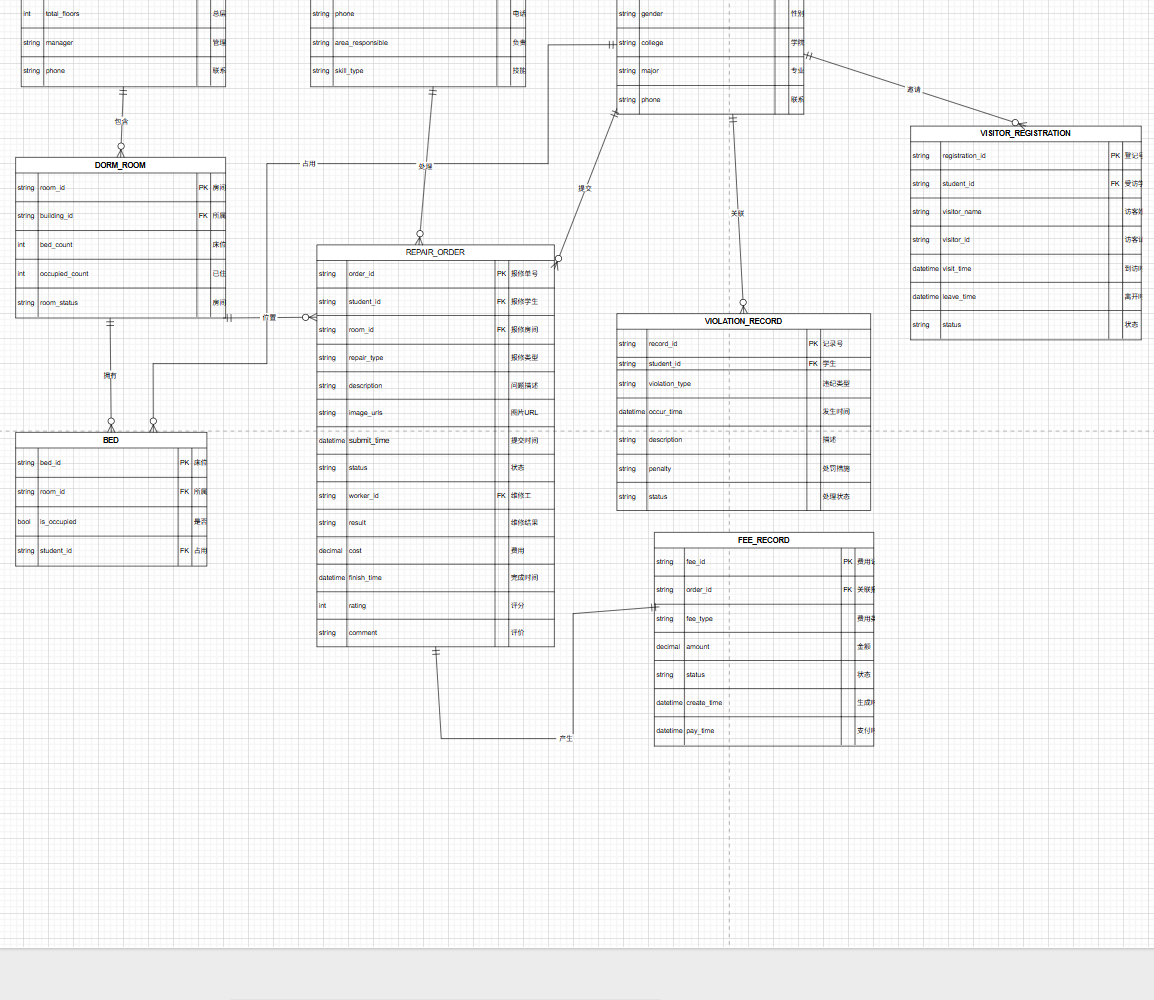 int total_floors 总层
string manager 管理
string phone 联系
string phone 电话
string area_responsible 负责
string skill_type 技能
string gender 性别
string college 学院
string major 专业
string phone 联系
包含
占用
处理
提交
关联
邀请
位置
拥有
产生
DORM_ROOM
string room_id PK 房间
string building_id FK 所属
int bed_count 床位
int occupied_count 已住
string room_status 房间
BED
string bed_id PK 床位
string room_id FK 所属
bool is_occupied 是否
string student_id FK 占用
REPAIR_ORDER
string order_id PK 报修单号
string student_id FK 报修学生
string room_id FK 报修房间
string repair_type 报修类型
string description 问题描述
string image_urls 图片URL
datetime submit_time 提交时间
string status 状态
string worker_id FK 维修工
string result 维修结果
decimal cost 费用
datetime finish_time 完成时间
int rating 评分
string comment 评价
VIOLATION_RECORD
string record_id PK 记录号
string student_id FK 学生
string violation_type 违纪类型
datetime occur_time 发生时间
string description 描述
string penalty 处罚措施
string status 处理状态
FEE_RECORD
string fee_id PK 费用
string order_id FK 关联
string fee_type 费用
decimal amount 金额
string status 状态
datetime create_time 生成
datetime pay_time 支付
VISITOR_REGISTRATION
string registration_id PK 登记
string student_id FK 受访
string visitor_name 访客
string visitor_id 访客
datetime visit_time 到访
datetime leave_time 离开
string status 状态